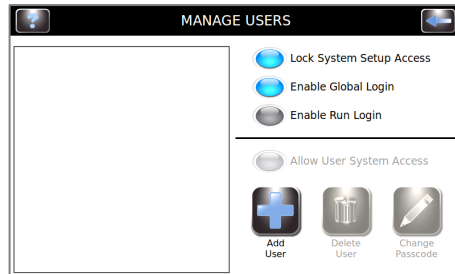 MANAGE USERS
Lock System Setup Access
Enable Global Login
Enable Run Login
Allow User System Access
Add
User
Delete
User
Change
Passcode